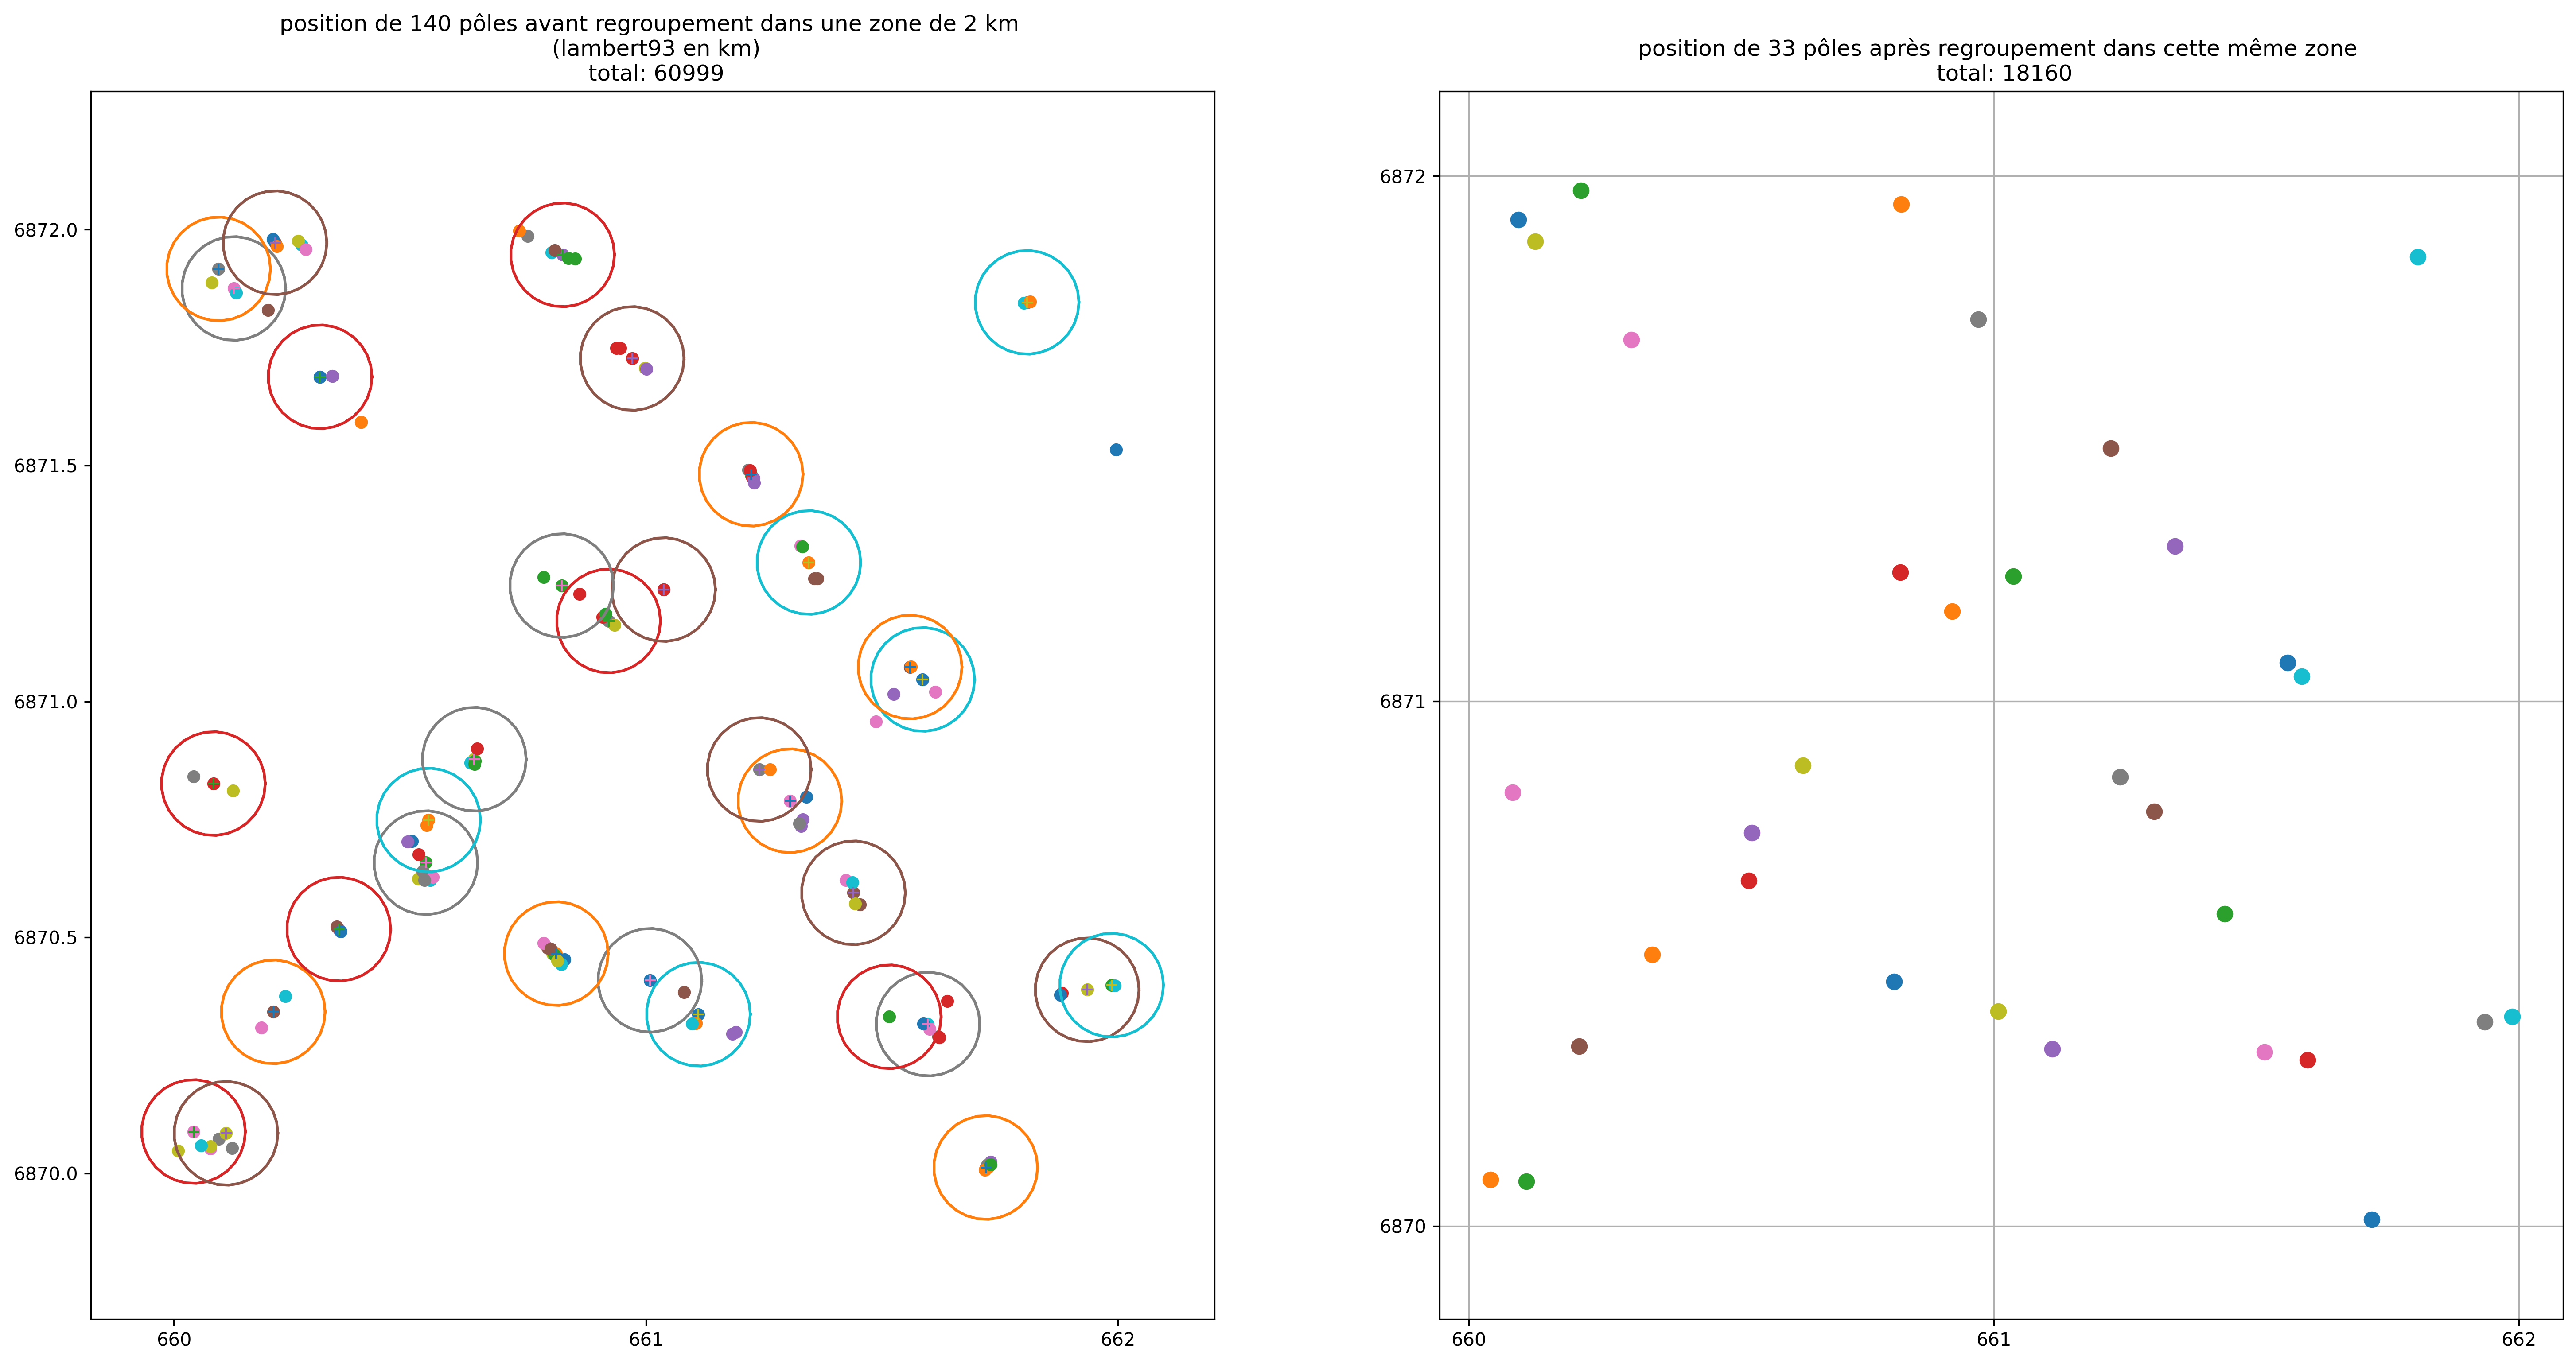 position de 140 pôles avant regroupement dans une zone de 2 km
(lambert93 en km)
total: 60999
6872.0
6871.5
6871.0
6870.5
6870.0
660
661
662
position de 33 pôles après regroupement dans cette même zone
total: 18160
6872
6871
6870
660
661
662